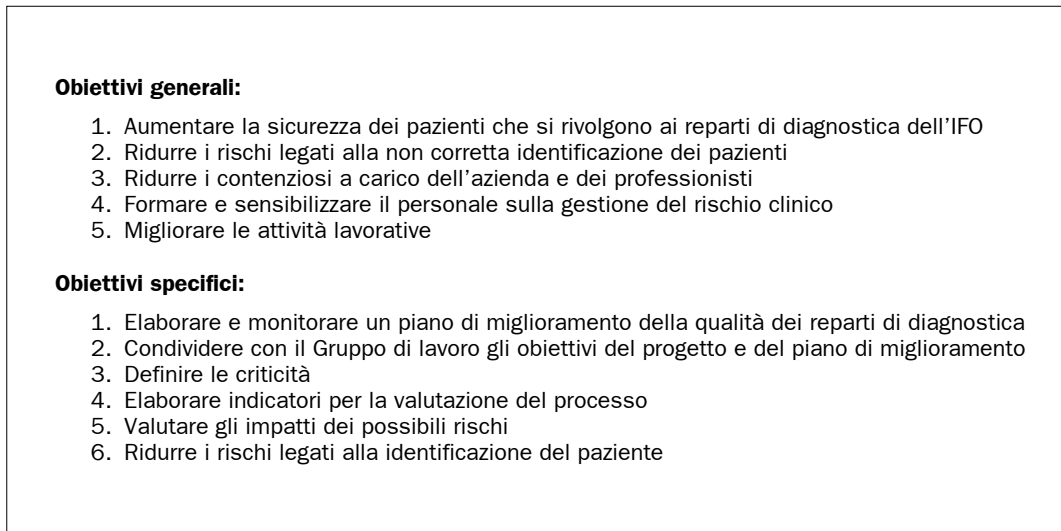 Obiettivi generali:
1. Aumentare la sicurezza dei pazienti che si rivolgono ai reparti di diagnostica dell'IFO
2. Ridurre i rischi legati alla non corretta identificazione dei pazienti
3. Ridurre i contenziosi a carico dell'azienda e dei professionisti
4. Formare e sensibilizzare il personale sulla gestione del rischio clinico
5. Migliorare le attività lavorative
Obiettivi specifici:
1. Elaborare e monitorare un piano di miglioramento della qualità dei reparti di diagnostica
2. Condividere con il Gruppo di lavoro gli obiettivi del progetto e del piano di miglioramento
3. Definire le criticità
4. Elaborare indicatori per la valutazione del processo
5. Valutare gli impatti dei possibili rischi
6. Ridurre i rischi legati alla identificazione del paziente